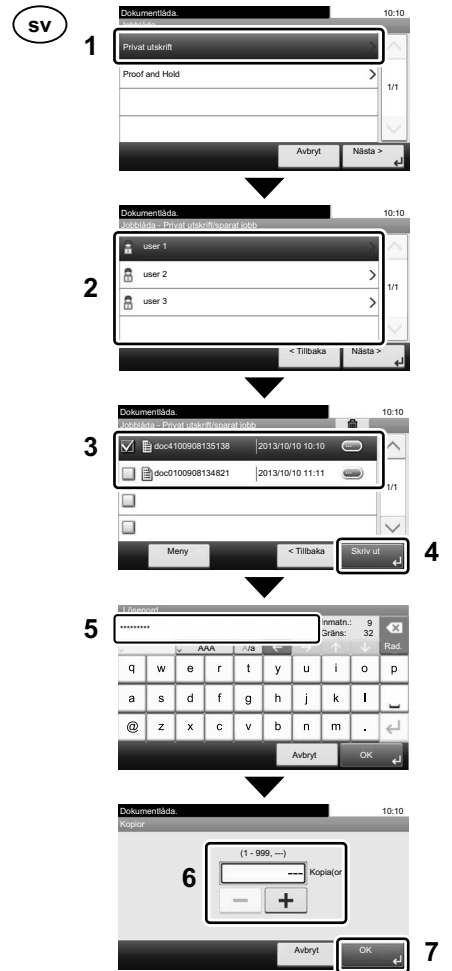 sv
Dokumentlåda. 10:10
Jobblåda
1
Privat utskrift
Proof and Hold
1/1
Avbryt Nästa >
Dokumentlåda. 10:10
Jobblåda - Privat utskrift/sparat jobb
user 1
2
user 2
1/1
user 3
< Tillbaka Nästa >
Dokumentlåda. 10:10
Jobblåda - Privat utskrift/sparat jobb
3
doc4100908135138 2013/10/10 10:10
doc0100908134821 2013/10/10 11:11
1/1
Meny < Tillbaka Skriv ut
4
Lösenord
5
********* Inmatn.: 9
Gräns: 32
Rad.
AAA A/a
q w e r t y u i o p
a s d f g h j k l
@ z x c v b n m .
Avbryt OK
Dokumentlåda. 10:10
Kopior
(1 - 999, ---)
6
--- Kopia(or
- +
Avbryt OK
7